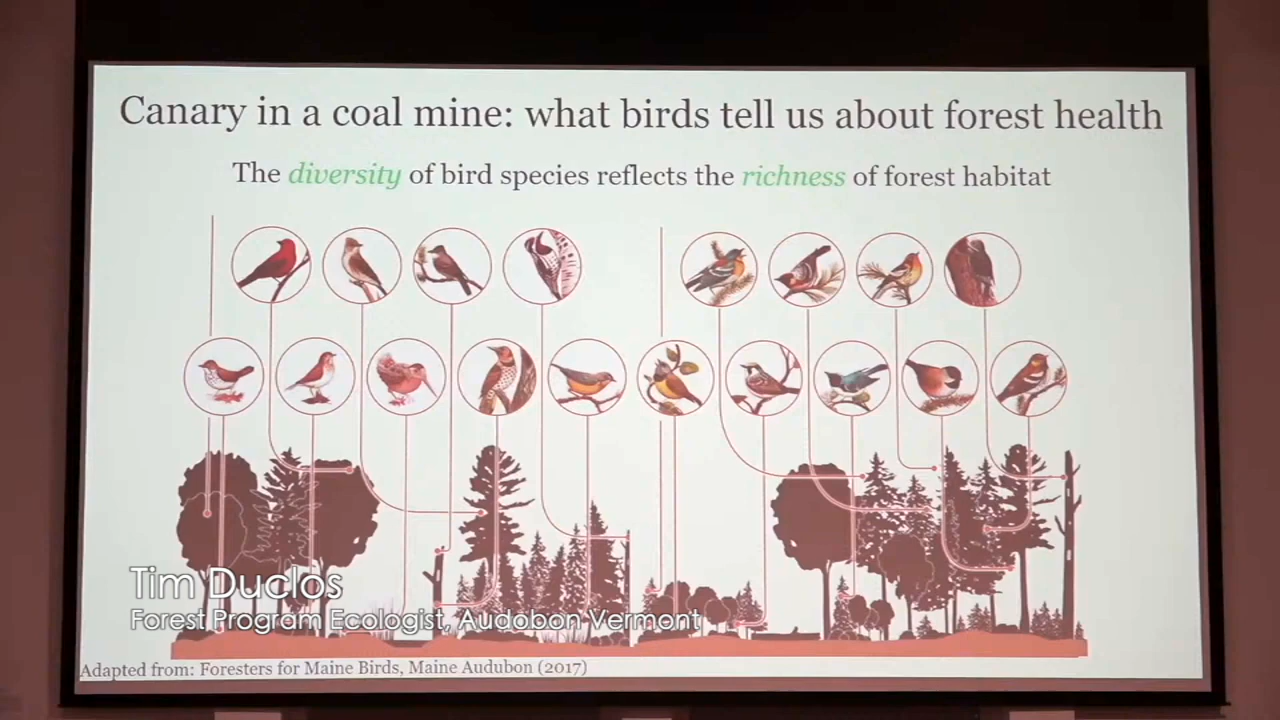 Canary in a coal mine: what birds tell us about forest health
The diversity of bird species reflects the richness of forest habitat
Tim Duclos
Forest Program Ecologist, Audobon Vermont
Adapted from: Foresters for Maine Birds, Maine Audubon (2017)